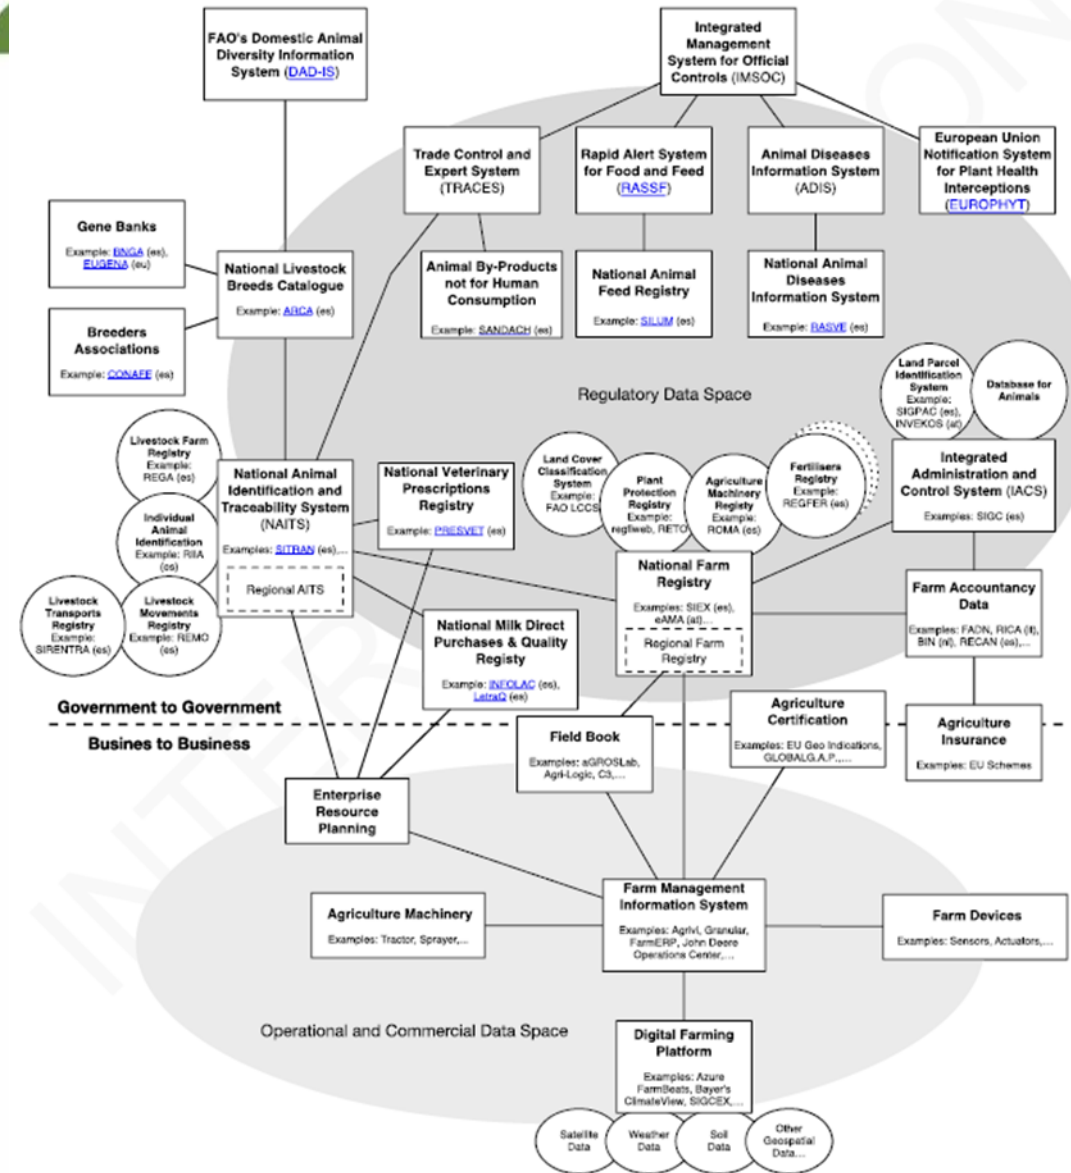 FAO's Domestic Animal
Diversity Information
System (DAD-IS)
Integrated
Management
System for Official
Controls (IMSOC)
Trade Control and
Expert System
(TRACES)
Rapid Alert System
for Food and Feed
(RASSF)
Animal Diseases
Information System
(ADIS)
European Union
Notification System
for Plant Health
Interceptions
(EUROPHYT)
Gene Banks
Example: BNGA (es),
EUGENA (eu)
National Livestock
Breeds Catalogue
Example: ARCA (es)
Breeders
Associations
Example: CONAFE (es)
Animal By-Products
not for Human
Consumption
Example: SANDACH (es)
National Animal
Feed Registry
Example: SILUM (es)
National Animal
Diseases
Information System
Example: RASVE (es)
Regulatory Data Space
Land Parcel
Identification
System
Example:
SIGPAC (es),
INVEKOS (at)
Database for
Animals
Livestock Farm
Registry
Example:
REGA (es)
Individual
Animal
Identification
Example: RIIA
(es)
Livestock
Transports
Registry
Example:
SIRENTRA (es)
Livestock
Movements
Registry
Example: REMO
(es)
National Animal
Identification and
Traceability System
(NAITS)
Examples: SITRAN (es),...
Regional AITS
National Veterinary
Prescriptions
Registry
Example: PRESVET (es)
Land Cover
Classification
System
Example:
FAO LCCS
Plant
Protection
Registry
Example:
regfiweb, RETO
Agriculture
Machinery
Registy
Example:
ROMA (es)
Fertilisers
Registry
Example:
REGFER (es)
Integrated
Administration and
Control System (IACS)
Examples: SIGC (es)
National Farm
Registry
Examples: SIEX (es),
eAMA (at)...
Regional Farm
Registry
Farm Accountancy
Data
Examples: FADN, RICA (it),
BIN (nl), RECAN (es),...
National Milk Direct
Purchases & Quality
Registy
Example: INFOLAC (es),
LetraQ (es)
Government to Government
Busines to Business
Field Book
Examples: aGROSLab,
Agri-Logic, C3,...
Agriculture
Certification
Examples: EU Geo Indications,
GLOBALG.A.P.,...
Agriculture
Insurance
Examples: EU Schemes
Enterprise
Resource
Planning
Agriculture Machinery
Examples: Tractor, Sprayer,...
Farm Management
Information System
Examples: Agrivi, Granular,
FarmERP, John Deere
Operations Center,...
Farm Devices
Examples: Sensors, Actuators,...
Operational and Commercial Data Space
Digital Farming
Platform
Examples: Azure
FarmBeats, Bayer's
ClimateView, SIGCEX,...
Satellite
Data
Weather
Data
Soil
Data
Other
Geospatial
Data...